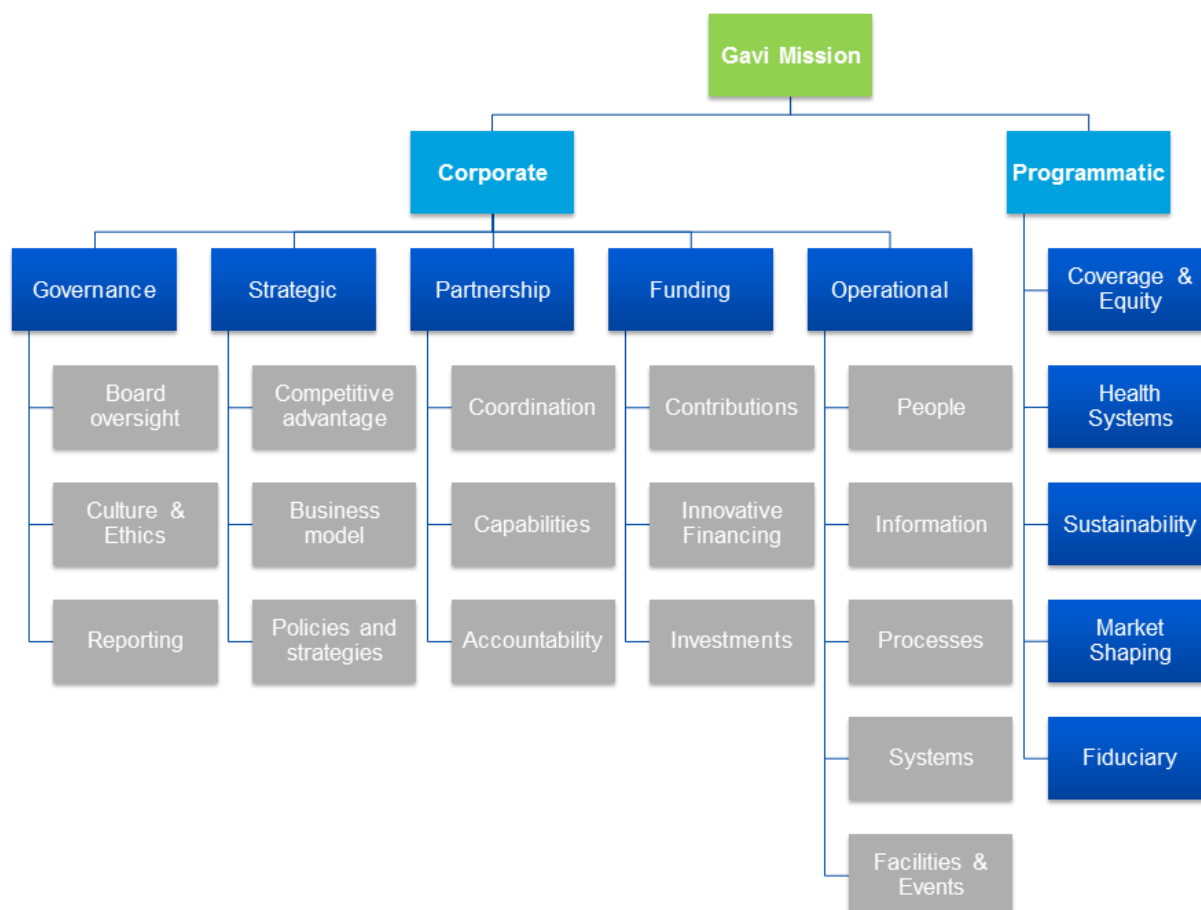 Gavi Mission
Corporate
Programmatic
Governance
Strategic
Partnership
Funding
Operational
Coverage &
Equity
Board
oversight
Competitive
advantage
Coordination
Contributions
People
Health
Systems
Culture &
Ethics
Business
model
Capabilities
Innovative
Financing
Information
Sustainability
Reporting
Policies and
strategies
Accountability
Investments
Processes
Market
Shaping
Systems
Fiduciary
Facilities &
Events